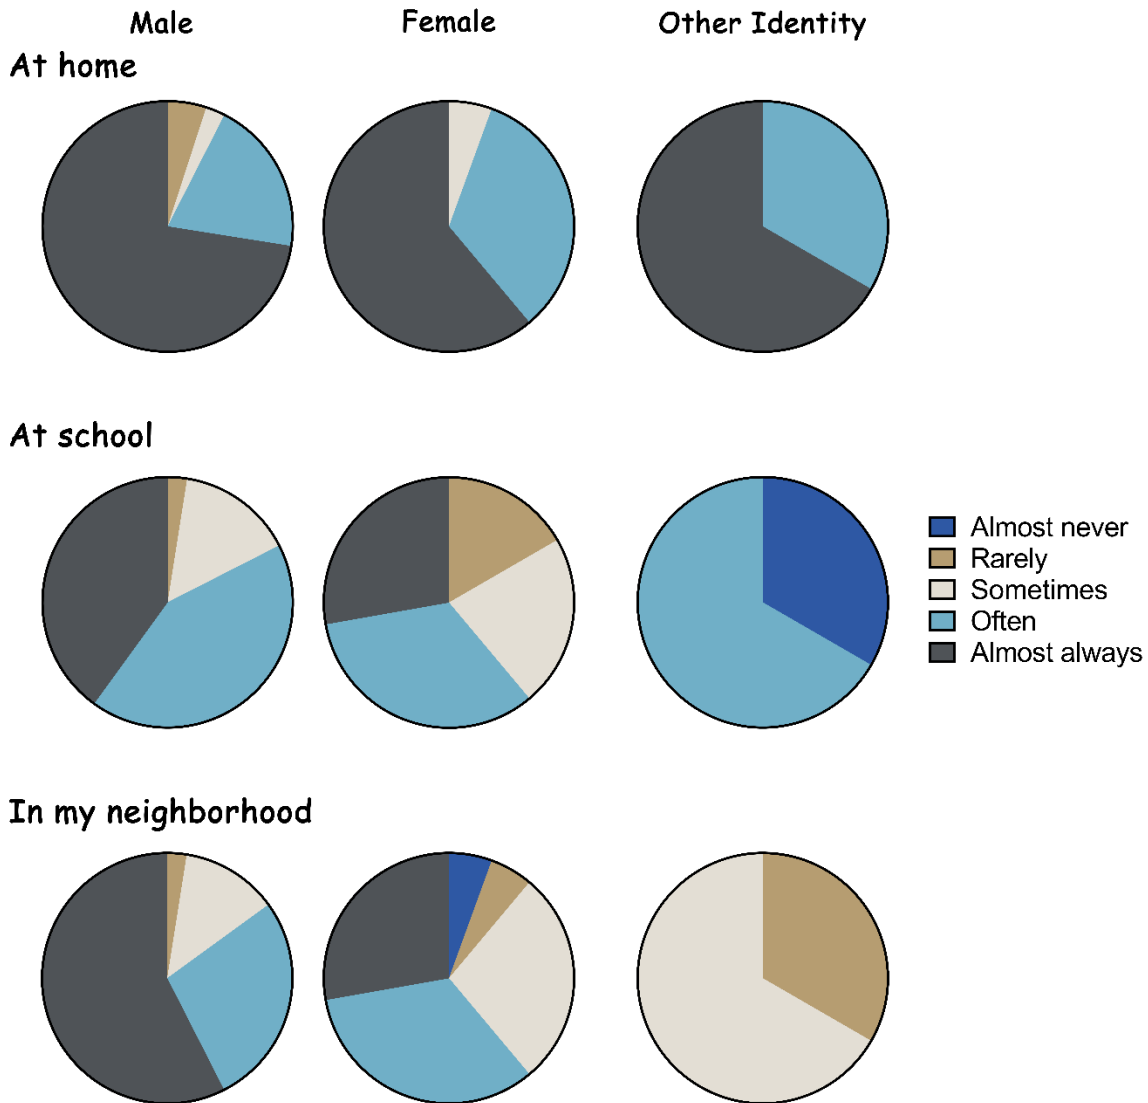 Male Female Other Identity
At home
At school
Almost never
Rarely
Sometimes
Often
Almost always
In my neighborhood